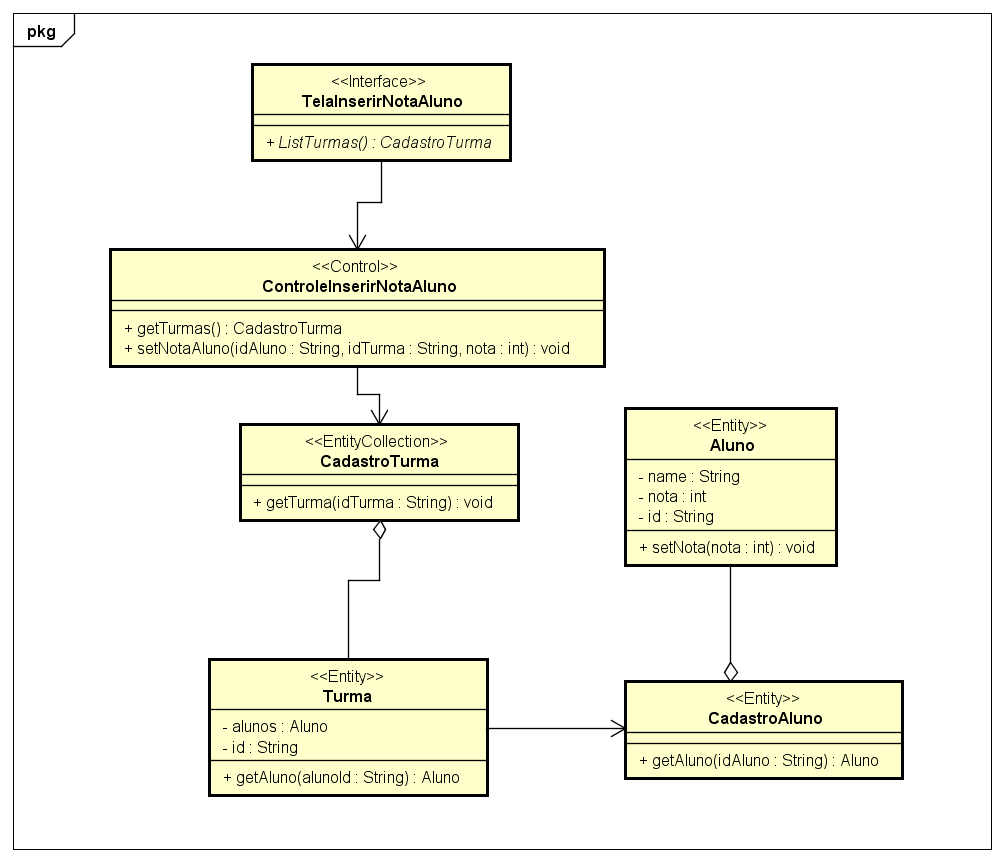 pkg
<<Interface>>
TelaInserirNotaAluno
+ ListTurmas() : CadastroTurma
<<Control>>
ControleInserirNotaAluno
+ getTurmas() : CadastroTurma
+ setNotaAluno(idAluno : String, idTurma : String, nota : int) : void
<<EntityCollection>>
CadastroTurma
+ getTurma(idTurma : String) : void
<<Entity>>
Aluno
- name : String
- nota : int
- id : String
+ setNota(nota : int) : void
<<Entity>>
Turma
- alunos : Aluno
- id : String
+ getAluno(alunoId : String) : Aluno
<<Entity>>
CadastroAluno
+ getAluno(idAluno : String) : Aluno